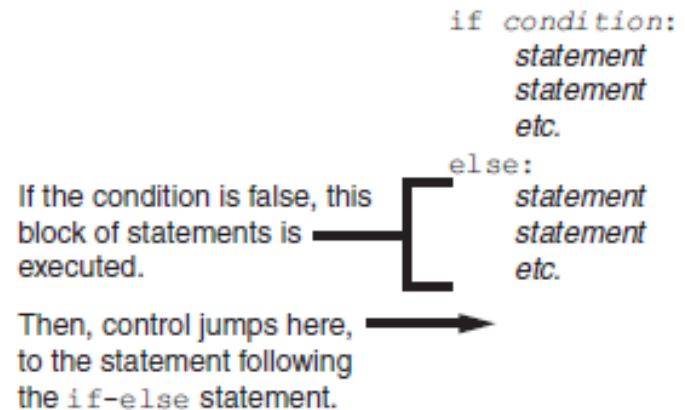 if condition:
statement
statement
etc.
else:
If the condition is false, this
block of statements is
executed.
statement
statement
etc.
Then, control jumps here,
to the statement following
the if-else statement.